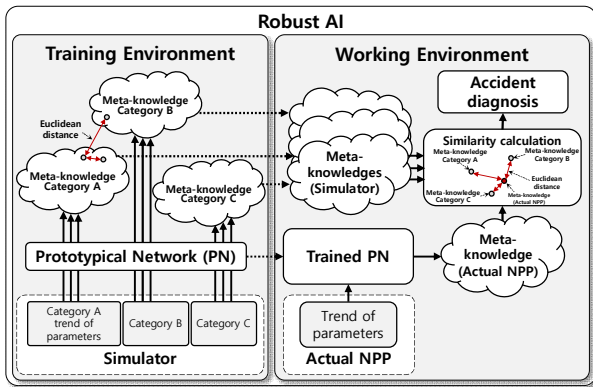 Robust AI
Training Environment
Meta-knowledge
Category B
Euclidean
distance
Meta-knowledge
Category A
Meta-knowledge
Category C
Prototypical Network (PN)
Category A
trend of
parameters
Category B
Category C
Simulator
Working Environment
Accident
diagnosis
Similarity calculation
Meta-knowledge
Category A
Meta-knowledge
Category B
Euclidean
distance
Meta-knowledge
Category C
Meta-knowledge
(Actual NPP)
Meta-
knowledges
(Simulator)
Trained PN
Meta-
knowledge
(Actual NPP)
Trend of
parameters
Actual NPP